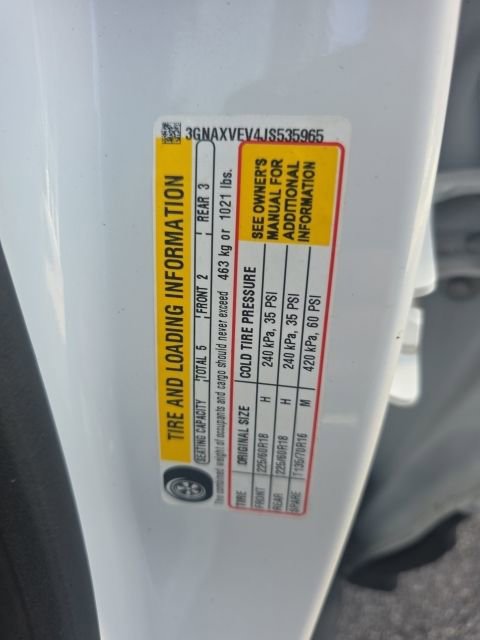 3GNAXVEV4JS535965
TIRE AND LOADING INFORMATION
SEATING CAPACITY TOTAL 5 FRONT 2 REAR 3
The combined weight of occupants and cargo should never exceed 463 kg or 1021 lbs.
TIRE ORIGINAL SIZE COLD TIRE PRESSURE
FRONT 225/60R18 H 240 kPa, 35 PSI
REAR 225/60R18 H 240 kPa, 35 PSI
SPARE T135/70R16 M 420 kPa, 60 PSI
SEE OWNER'S
MANUAL FOR
ADDITIONAL
INFORMATION